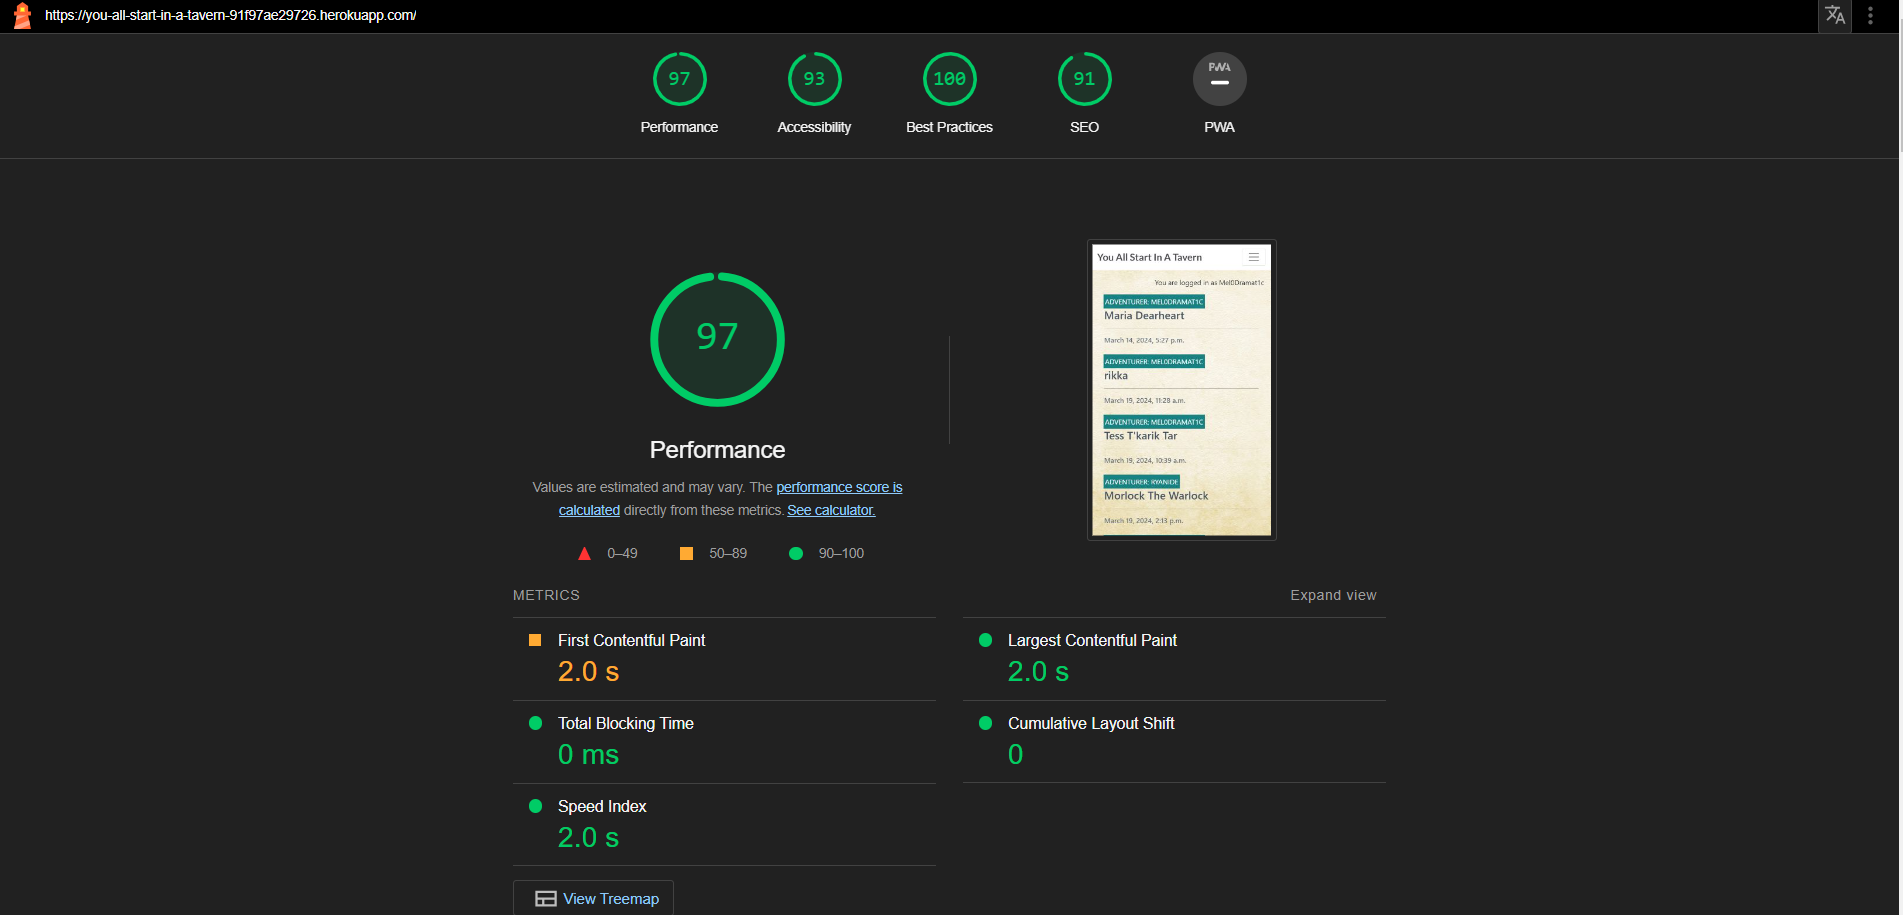 https://you-all-start-in-a-tavern-91f97ae29726.herokuapp.com/
97
93
100
91
PWA
Performance
Accessibility
Best Practices
SEO
PWA
97
Performance
Values are estimated and may vary. The performance score is
calculated directly from these metrics. See calculator.
0–49
50–89
90–100
You All Start In A Tavern
You are logged in as Mel0Dramat1c
ADVENTURER: MEL0DRAMAT1C
Maria Dearheart
March 14, 2024, 5:27 p.m.
ADVENTURER: MEL0DRAMAT1C
rikka
March 19, 2024, 11:28 a.m.
ADVENTURER: MEL0DRAMAT1C
Tess T'karik Tar
March 19, 2024, 10:39 a.m.
ADVENTURER: RYANIDE
Morlock The Warlock
March 19, 2024, 2:13 p.m.
METRICS
Expand view
First Contentful Paint
2.0 s
Largest Contentful Paint
2.0 s
Total Blocking Time
0 ms
Cumulative Layout Shift
0
Speed Index
2.0 s
View Treemap